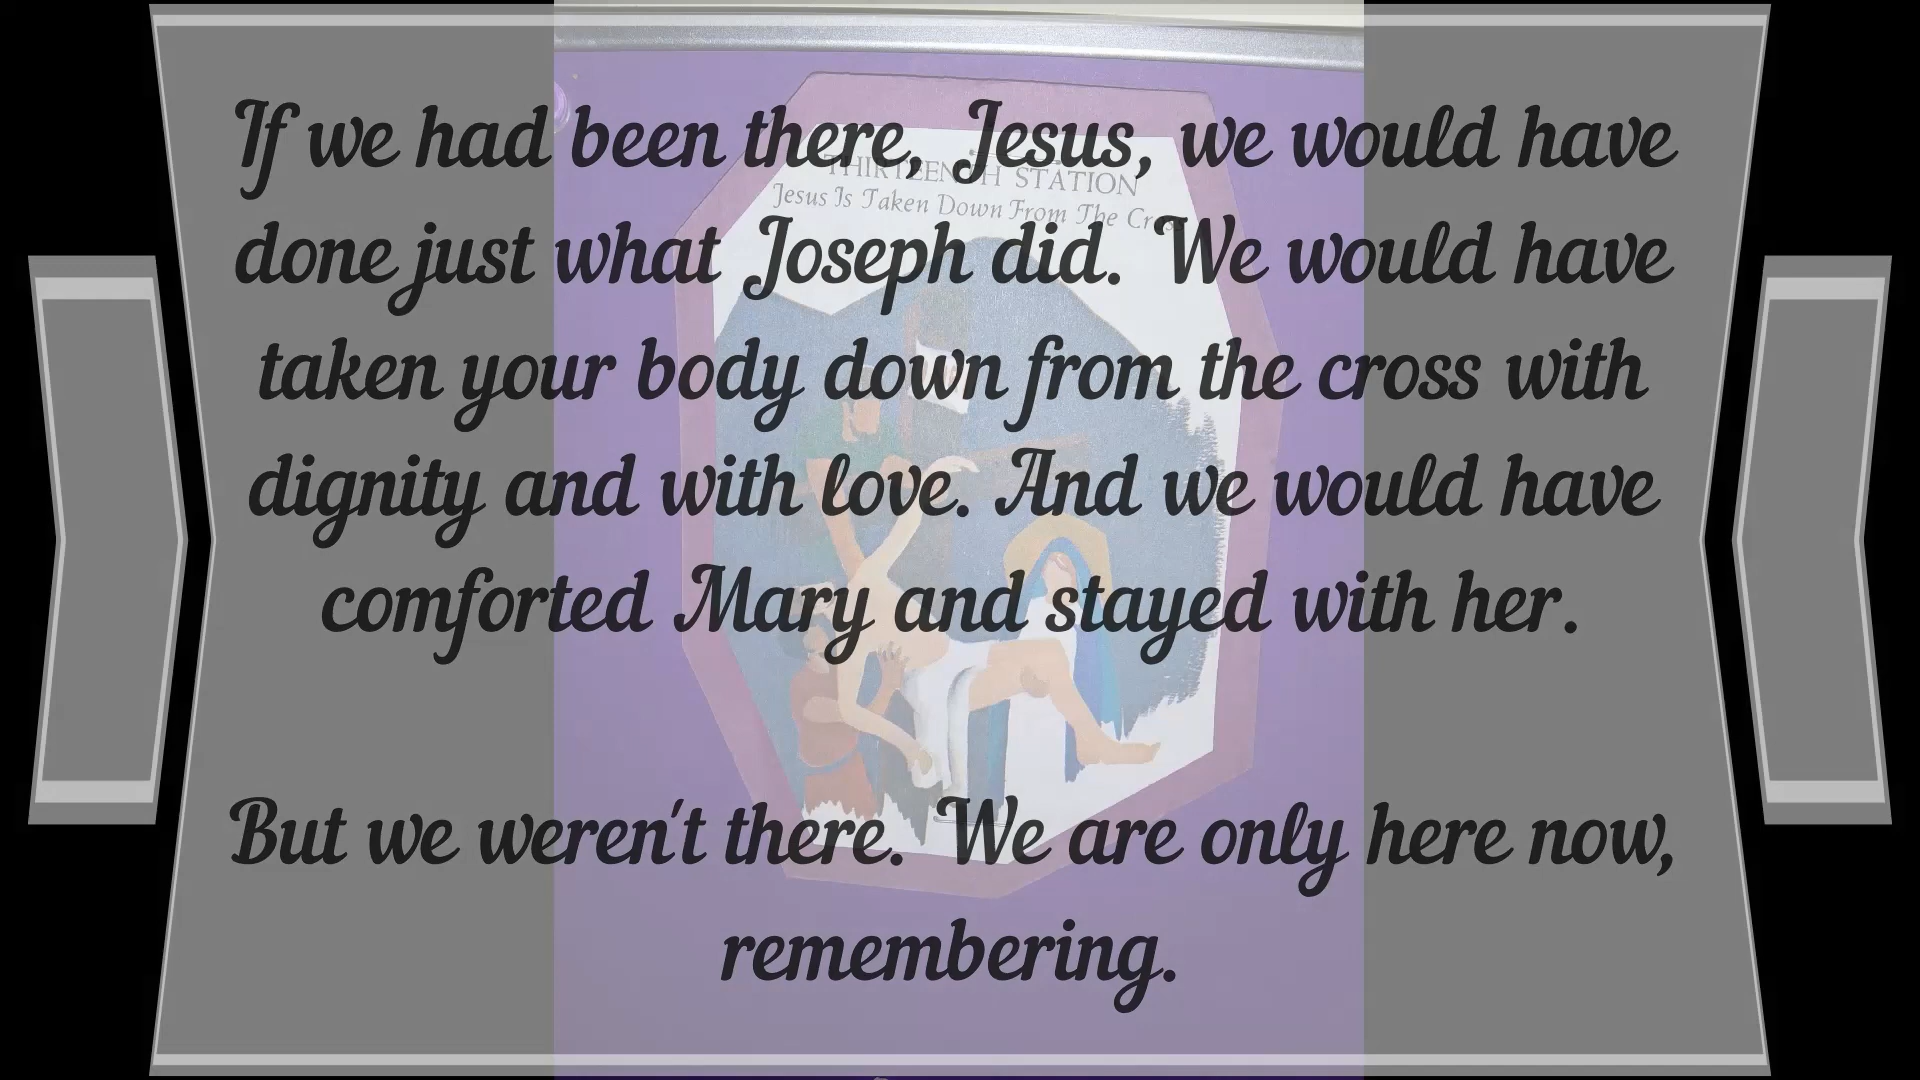 If we had been there, Jesus, we would have
done just what Joseph did. We would have
taken your body down from the cross with
dignity and with love. And we would have
comforted Mary and stayed with her.
But we weren't there. We are only here now,
remembering.
THIRTEENTH STATION
Jesus Is Taken Down From The Cross